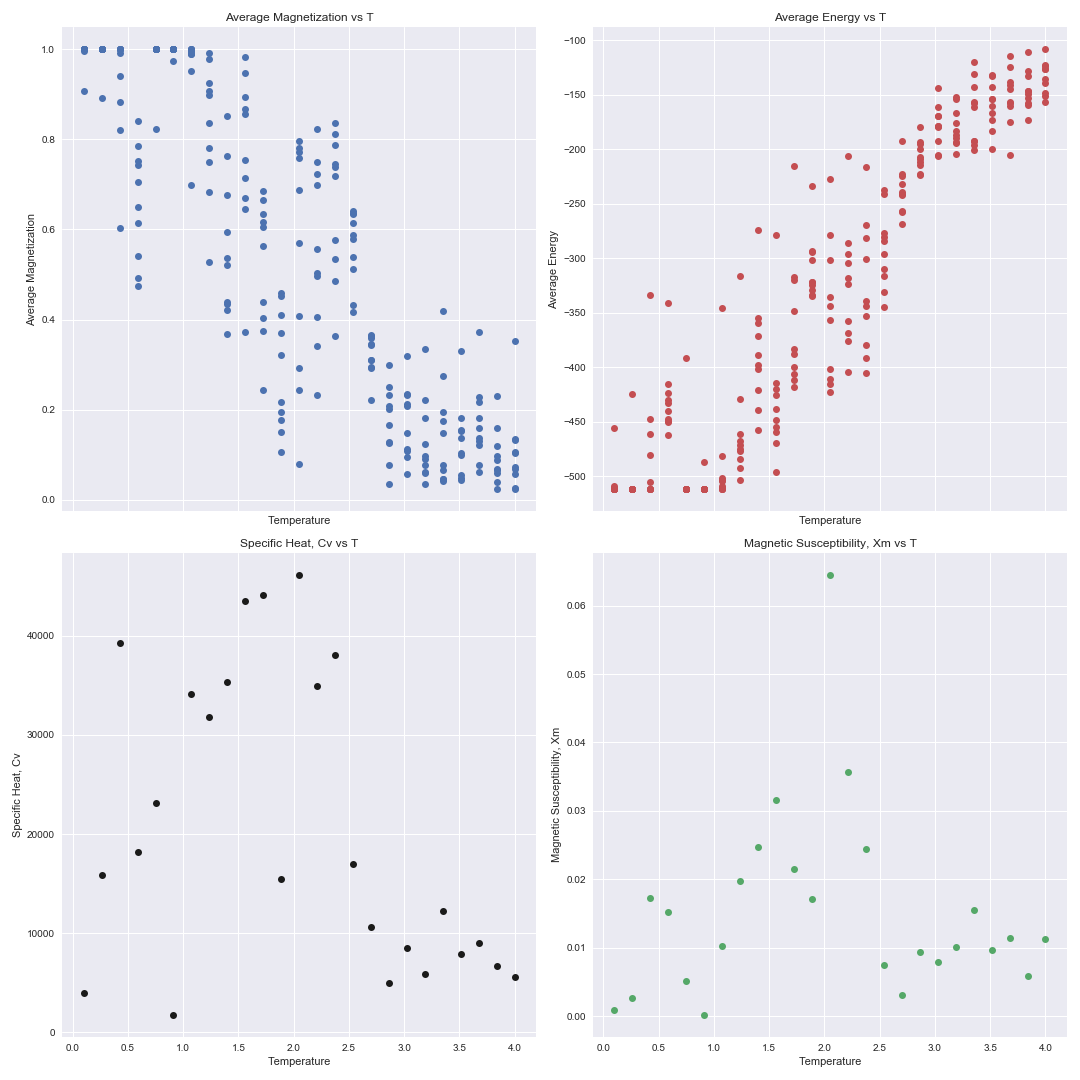 Average Magnetization vs T
Average Energy vs T
Average Magnetization
1.0
0.8
0.6
0.4
0.2
0.0
Temperature
Average Energy
−100
−150
−200
−250
−300
−350
−400
−450
−500
Temperature
Specific Heat, Cv vs T
Magnetic Susceptibility, Xm vs T
Specific Heat, Cv
40000
30000
20000
10000
0
0.0 0.5 1.0 1.5 2.0 2.5 3.0 3.5 4.0
Temperature
Magnetic Susceptibility, Xm
0.06
0.05
0.04
0.03
0.02
0.01
0.00
0.0 0.5 1.0 1.5 2.0 2.5 3.0 3.5 4.0
Temperature